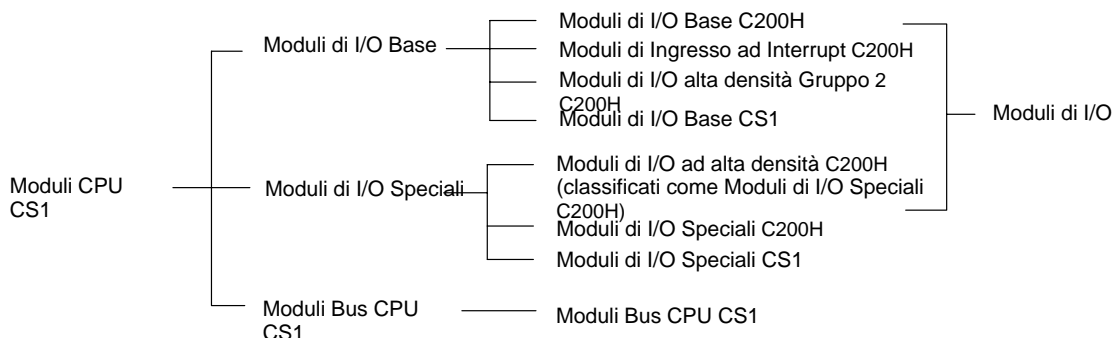 Moduli di I/O Base C200H
Moduli di I/O Base
Moduli di Ingresso ad Interrupt C200H
Moduli di I/O alta densità Gruppo 2
C200H
Moduli di I/O Base CS1
Moduli di I/O
Moduli CPU
CS1
Moduli di I/O Speciali
Moduli di I/O ad alta densità C200H
(classificati come Moduli di I/O Speciali
C200H)
Moduli di I/O Speciali C200H
Moduli di I/O Speciali CS1
Moduli Bus CPU
CS1
Moduli Bus CPU CS1